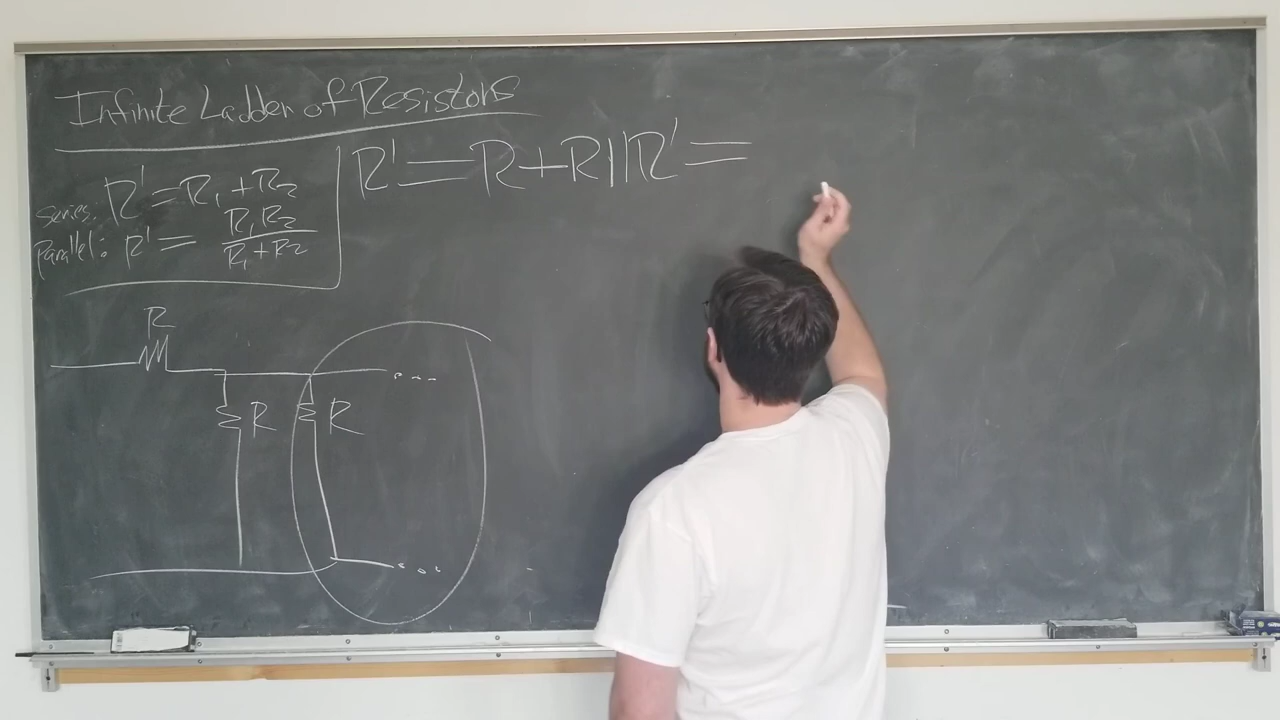 Infinite Ladder of Resistors
series: R' = R₁ + R₂
Parallel: R' = R₁R₂ / R₁ + R₂
R' = R + R || R' =
R
R
R